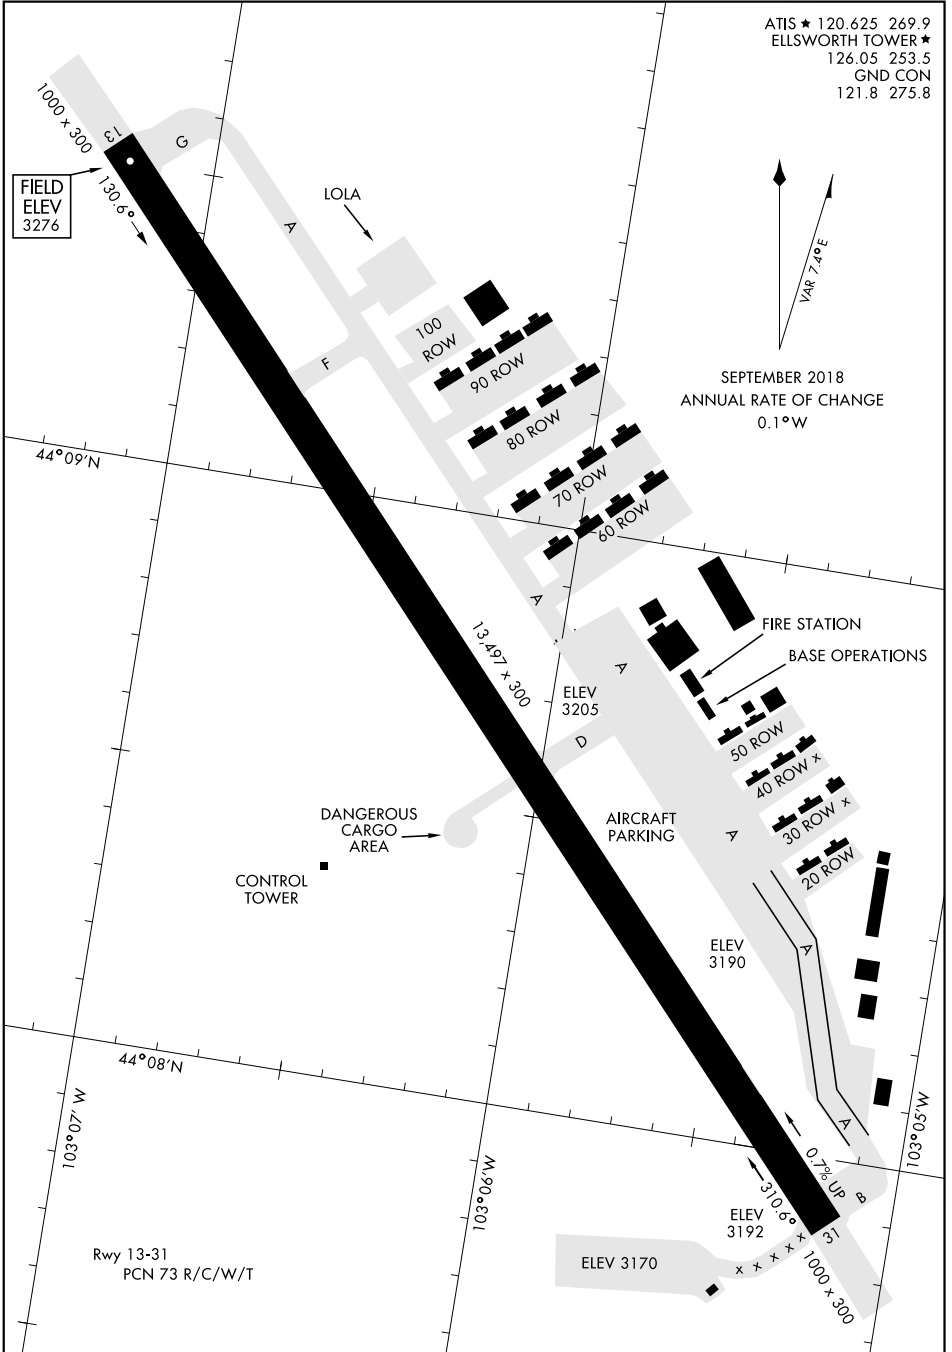 ATIS ★ 120.625 269.9
ELLSWORTH TOWER ★
126.05 253.5
GND CON
121.8 275.8
1000 x 300
13
G
FIELD
ELEV
3276
130.6°
LOLA
A
VAR 7.4° E
100
ROW
F
90 ROW
SEPTEMBER 2018
ANNUAL RATE OF CHANGE
0.1° W
80 ROW
44°09'N
70 ROW
60 ROW
A
13,497 x 300
FIRE STATION
BASE OPERATIONS
A
ELEV
3205
D
50 ROW
40 ROW x
DANGEROUS
CARGO
AREA
AIRCRAFT
PARKING
A
30 ROW x
20 ROW
CONTROL
TOWER
ELEV
3190
A
44°08'N
103°07' W
103°06'W
103°05'W
A
0.7% UP
310.6°
B
ELEV
3192
31
Rwy 13-31
PCN 73 R/C/W/T
ELEV 3170
x x x x x
1000 x 300